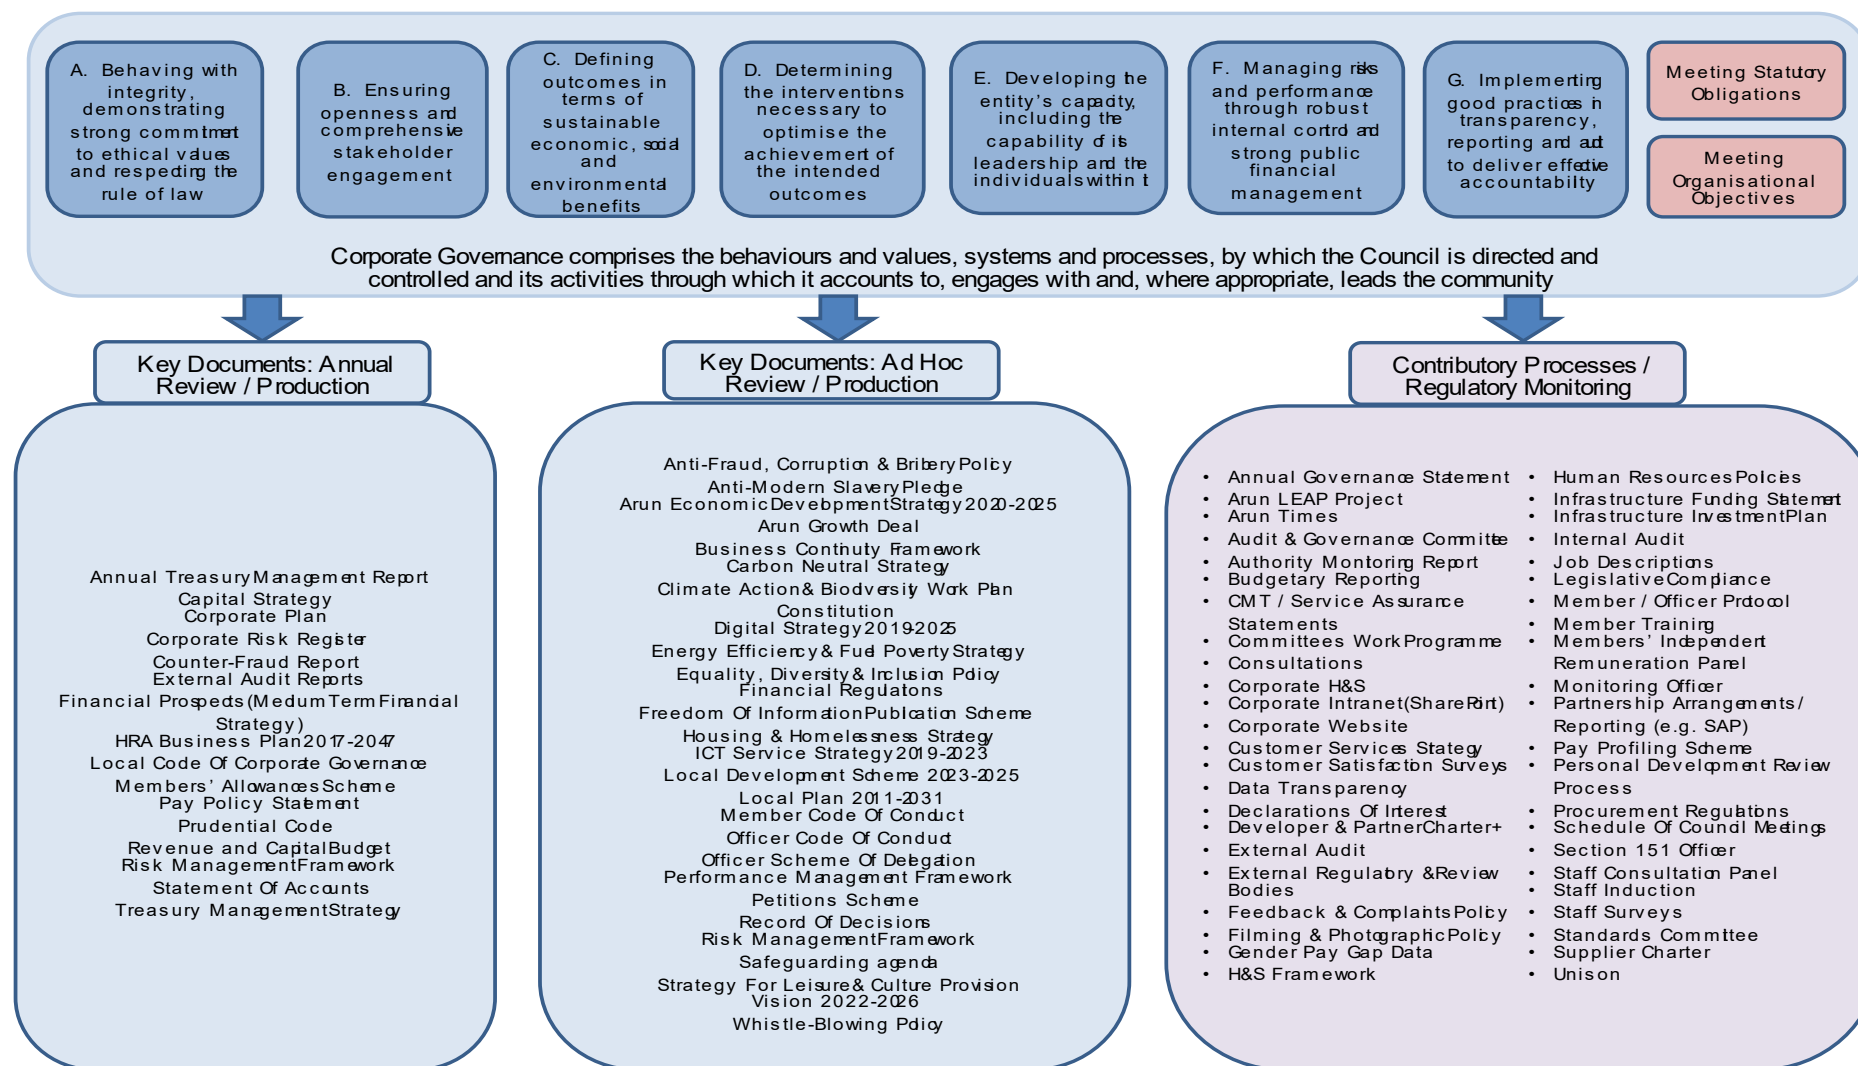 A. Behaving with
integrity,
demonstrating
strong commitment
to ethical values
and respecting the
rule of law
B. Ensuring
openness and
comprehensive
stakeholder
engagement
C. Defining
outcomes in
terms of
sustainable
economic, social
and
environmental
benefits
D. Determining
the interventions
necessary to
optimise the
achievement of
the intended
outcomes
E. Developing the
entity's capacity,
including the
capability of its
leadership and the
individuals within it
F. Managing risks
and performance
through robust
internal control and
strong public
financial
management
G. Implementing
good practices in
transparency,
reporting and audit
to deliver effective
accountability
Meeting Statutory
Obligations
Meeting
Organisational
Objectives
Corporate Governance comprises the behaviours and values, systems and processes, by which the Council is directed and
controlled and its activities through which it accounts to, engages with and, where appropriate, leads the community
Key Documents: Annual
Review / Production
Annual Treasury Management Report
Capital Strategy
Corporate Plan
Corporate Risk Register
Counter-Fraud Report
External Audit Reports
Financial Prospects (Medium Term Financial
Strategy)
HRA Business Plan 2017-2047
Local Code Of Corporate Governance
Members' Allowances Scheme
Pay Policy Statement
Prudential Code
Revenue and Capital Budget
Risk Management Framework
Statement Of Accounts
Treasury Management Strategy
Key Documents: Ad Hoc
Review / Production
Anti-Fraud, Corruption & Bribery Policy
Anti-Modern Slavery Pledge
Arun Economic Development Strategy 2020-2025
Arun Growth Deal
Business Continuity Framework
Carbon Neutral Strategy
Climate Action & Biodiversity Work Plan
Constitution
Digital Strategy 2019-2025
Energy Efficiency & Fuel Poverty Strategy
Equality, Diversity & Inclusion Policy
Financial Regulations
Freedom Of Information Publication Scheme
Housing & Homelessness Strategy
ICT Service Strategy 2019-2023
Local Development Scheme 2023-2025
Local Plan 2011-2031
Member Code Of Conduct
Officer Code Of Conduct
Officer Scheme Of Delegation
Performance Management Framework
Petitions Scheme
Record Of Decisions
Risk Management Framework
Safeguarding agenda
Strategy For Leisure & Culture Provision
Vision 2022-2026
Whistle-Blowing Policy
Contributory Processes /
Regulatory Monitoring
• Annual Governance Statement
• Arun LEAP Project
• Arun Times
• Audit & Governance Committee
• Authority Monitoring Report
• Budgetary Reporting
• CMT / Service Assurance
Statements
• Committees Work Programme
• Consultations
• Corporate H&S
• Corporate Intranet (SharePoint)
• Corporate Website
• Customer Services Strategy
• Customer Satisfaction Surveys
• Data Transparency
• Declarations Of Interest
• Developer & Partner Charter+
• External Audit
• External Regulatory & Review
Bodies
• Feedback & Complaints Policy
• Filming & Photographic Policy
• Gender Pay Gap Data
• H&S Framework
• Human Resources Policies
• Infrastructure Funding Statement
• Infrastructure Investment Plan
• Internal Audit
• Job Descriptions
• Legislative Compliance
• Member / Officer Protocol
• Member Training
• Members' Independent
Remuneration Panel
• Monitoring Officer
• Partnership Arrangements /
Reporting (e.g. SAP)
• Pay Profiling Scheme
• Personal Development Review
Process
• Procurement Regulations
• Schedule Of Council Meetings
• Section 151 Officer
• Staff Consultation Panel
• Staff Induction
• Staff Surveys
• Standards Committee
• Supplier Charter
• Unison